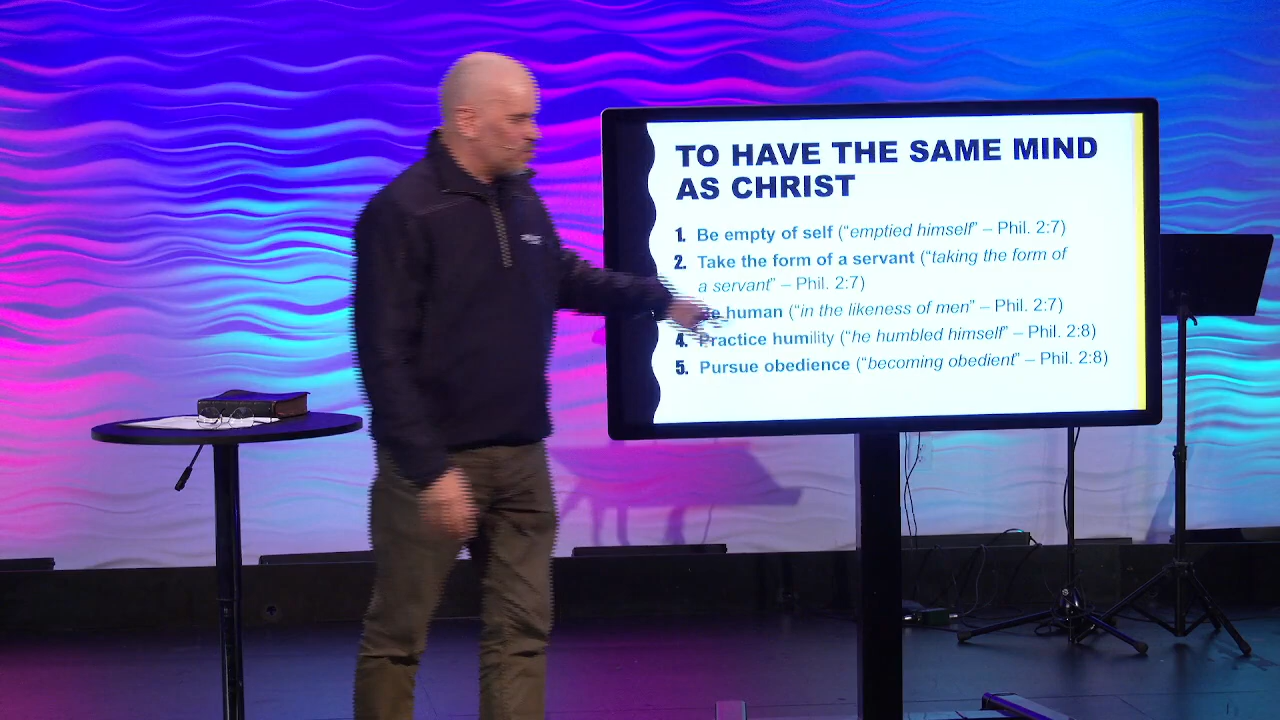 TO HAVE THE SAME MIND
AS CHRIST
1. Be empty of self (“emptied himself” – Phil. 2:7)
2. Take the form of a servant (“taking the form of
a servant” – Phil. 2:7)
human (“in the likeness of men” – Phil. 2:7)
4. Practice humility (“he humbled himself” – Phil. 2:8)
5. Pursue obedience (“becoming obedient” – Phil. 2:8)